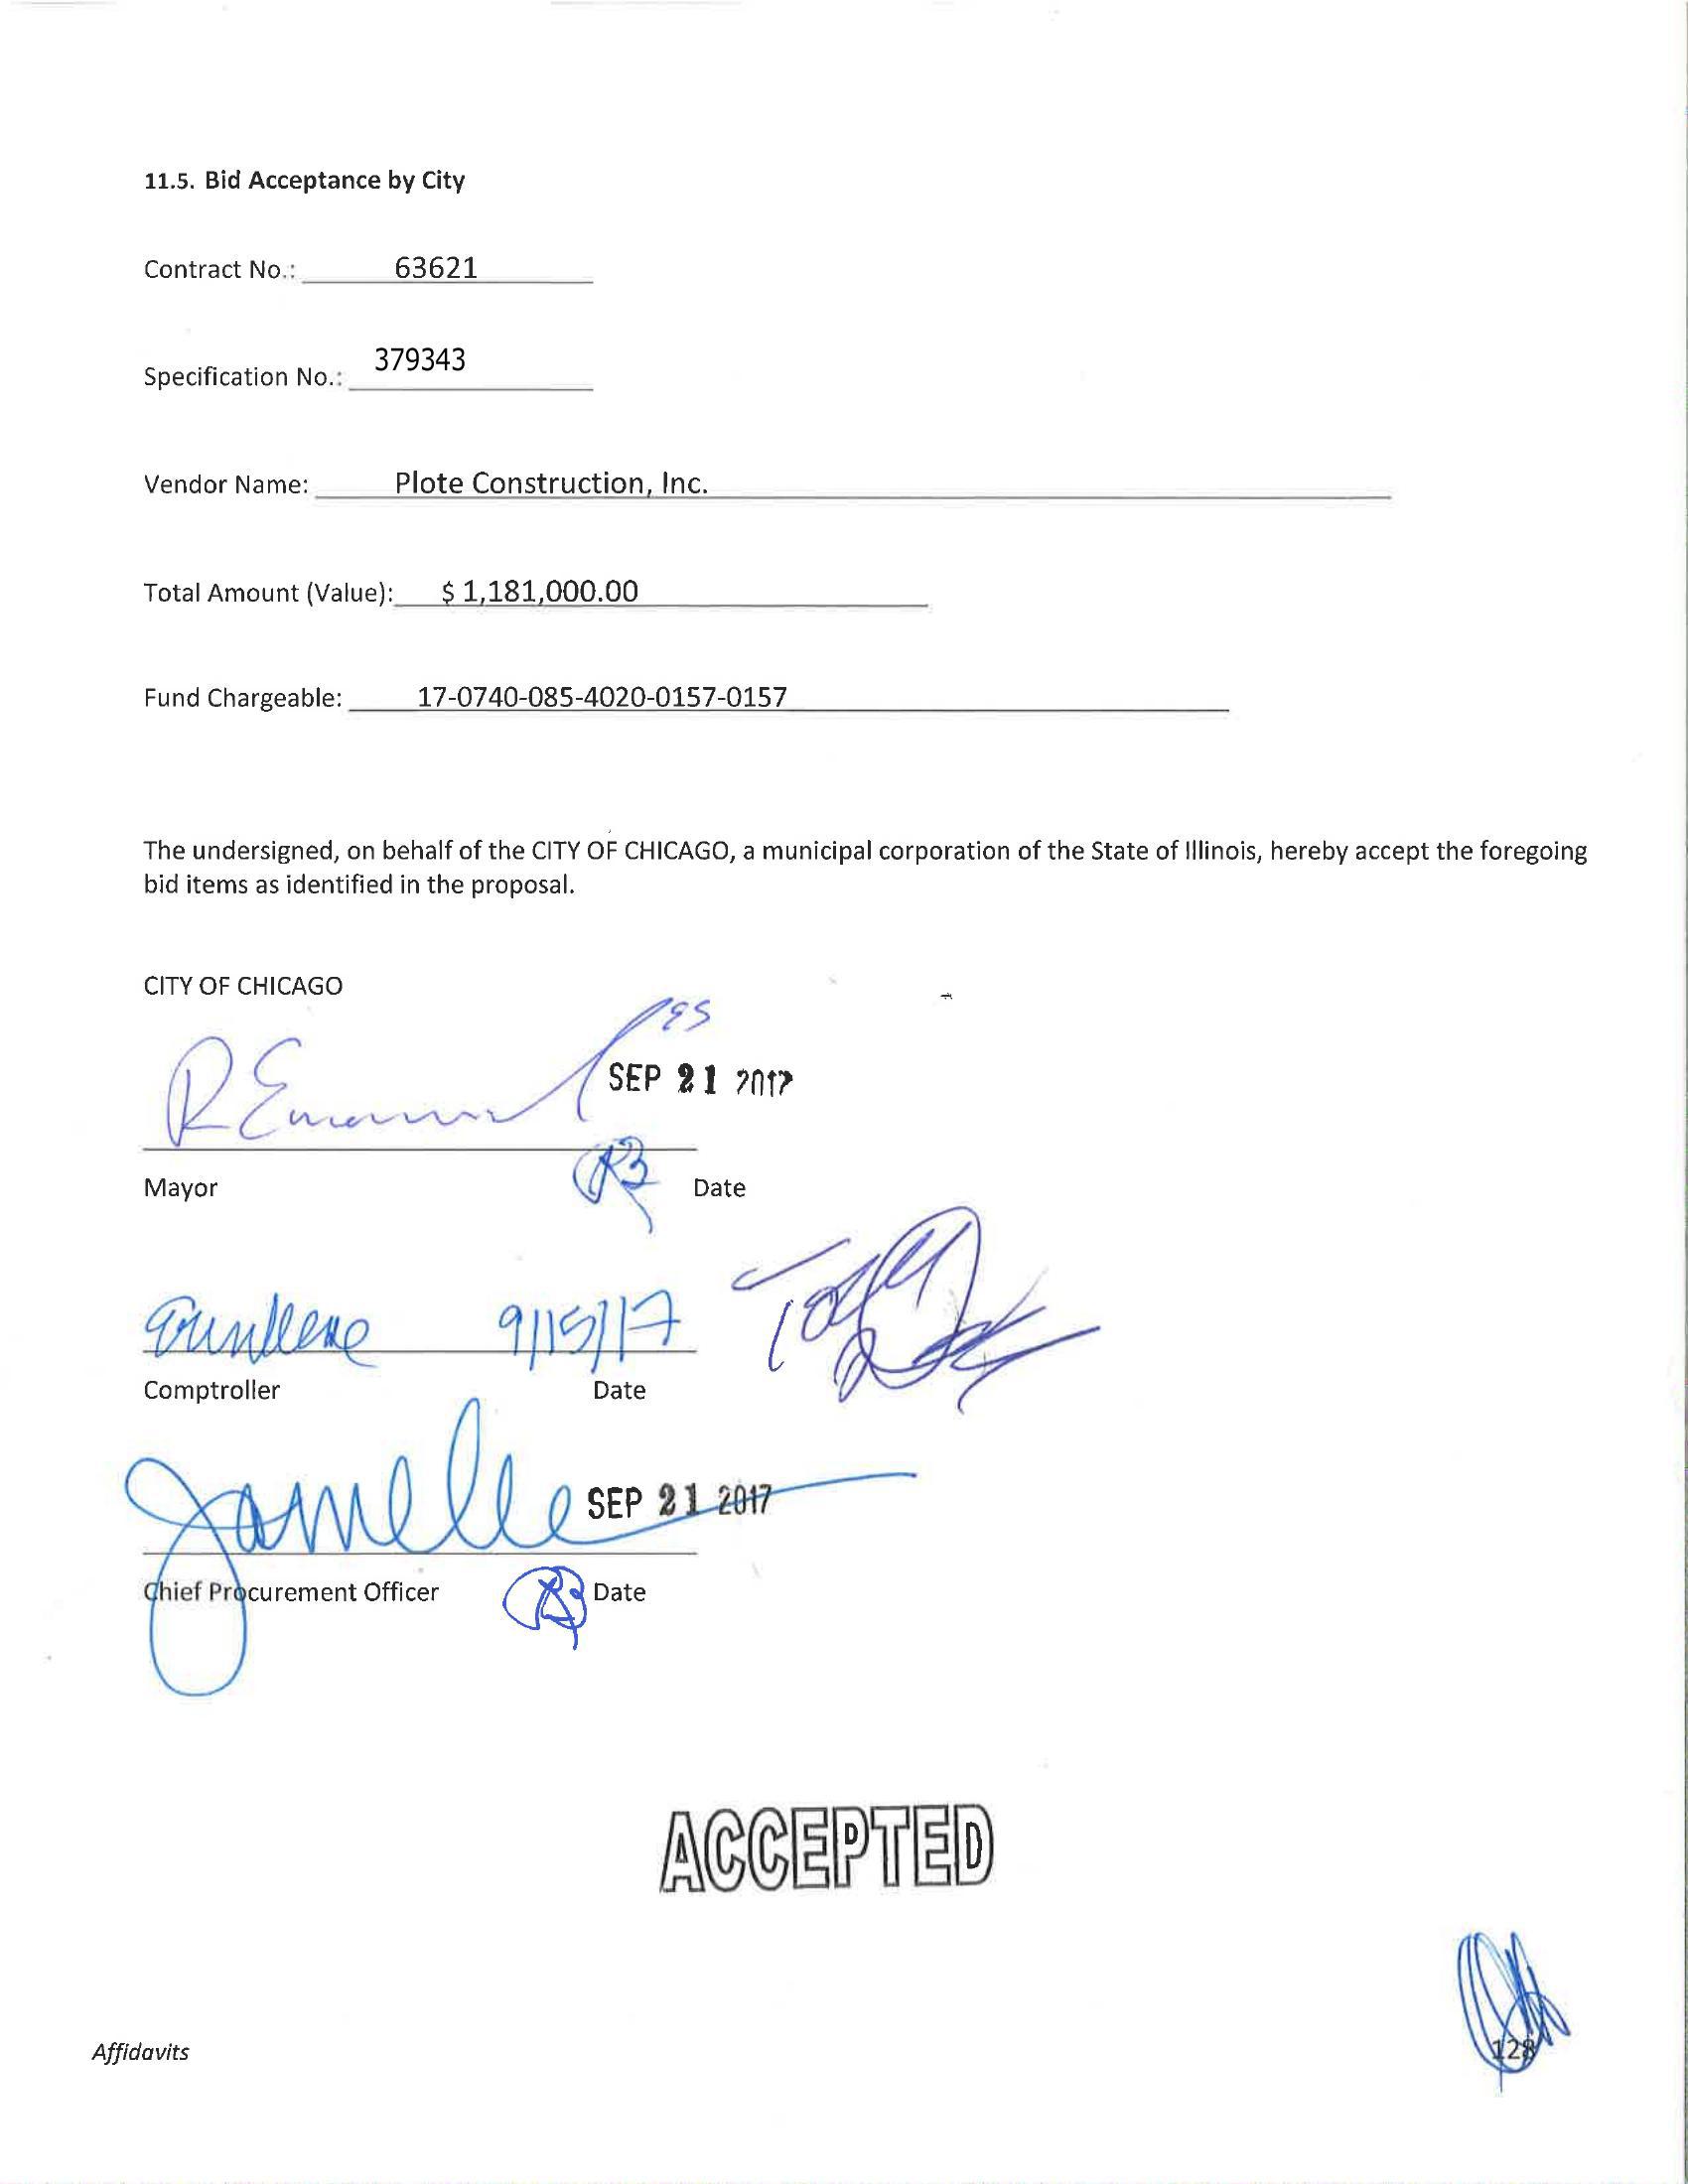 11.5. Bid Acceptance by City
Contract No.: 63621
Specification No.: 379343
Vendor Name: Plote Construction, Inc.
Total Amount (Value): $ 1,181,000.00
Fund Chargeable: 17-0740-085-4020-0157-0157
The undersigned, on behalf of the CITY OF CHICAGO, a municipal corporation of the State of Illinois, hereby accept the foregoing
bid items as identified in the proposal.
CITY OF CHICAGO
R Emanuel
SEP 21 2017
Mayor Date
9/15/17
Comptroller Date
SEP 21 2017
Chief Procurement Officer Date
ACCEPTED
Affidavits 128